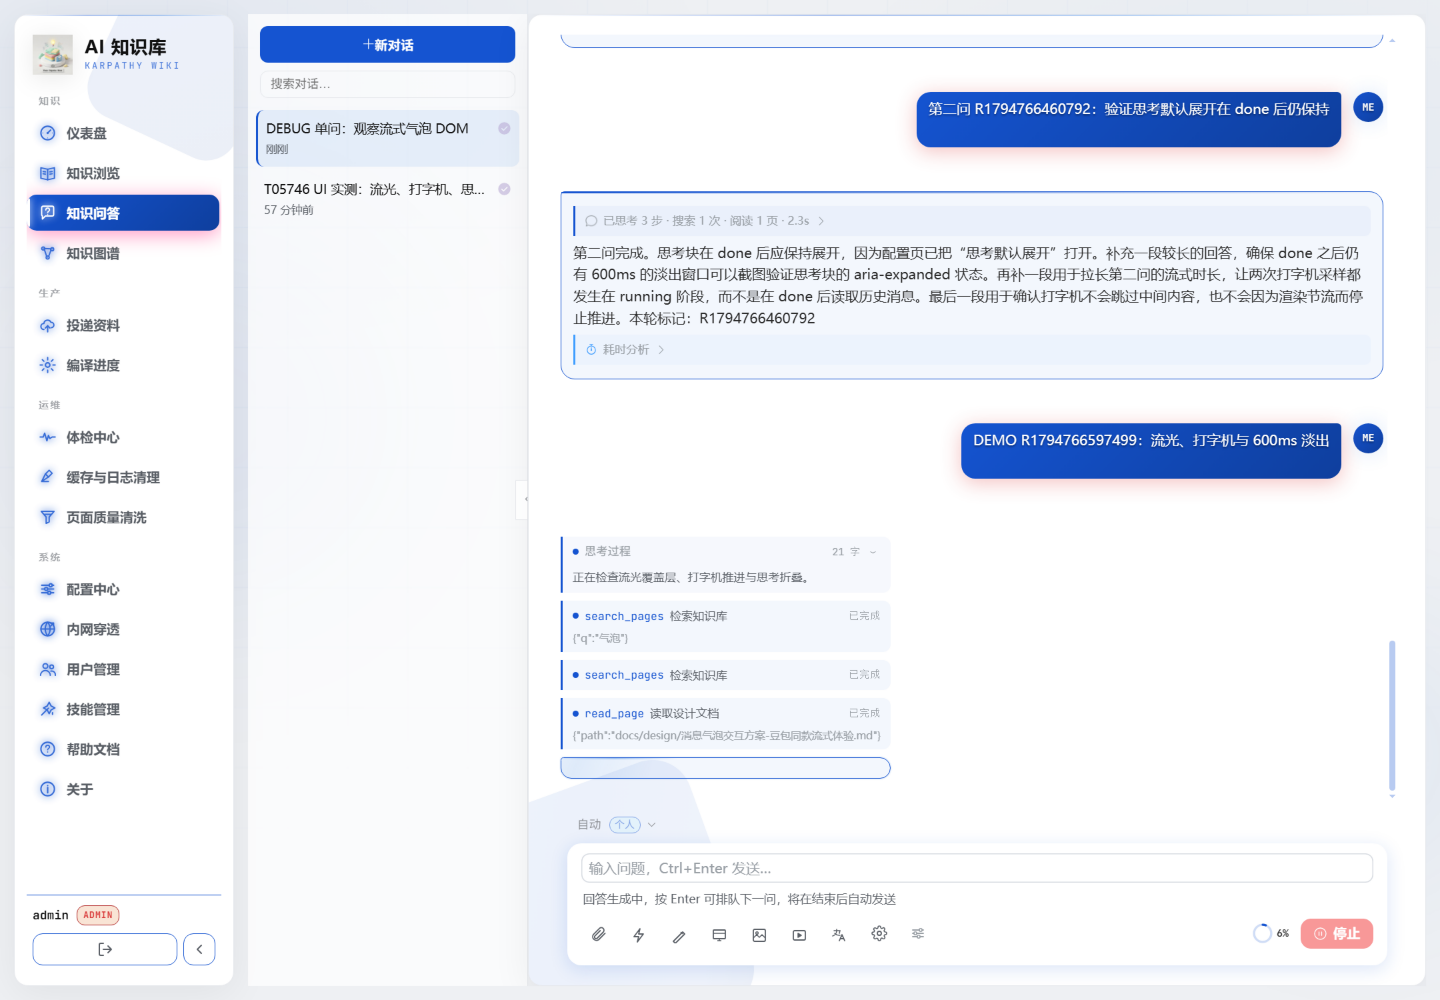 AI 知识库
KARPATHY WIKI
知识
仪表盘
知识浏览
知识问答
知识图谱
生产
投递资料
编译进度
运维
体检中心
缓存与日志清理
页面质量清洗
系统
配置中心
内网穿透
用户管理
技能管理
帮助文档
关于
admin ADMIN
+新对话
搜索对话...
DEBUG 单问：观察流式气泡 DOM
刚刚
T05746 UI 实测：流光、打字机、思...
57 分钟前
第二问 R1794766460792：验证思考默认展开在 done 后仍保持
ME
已思考 3 步 · 搜索 1 次 · 阅读 1 页 · 2.3s
第二问完成。思考块在 done 后应保持展开，因为配置页已把“思考默认展开”打开。补充一段较长的回答，确保 done 之后仍
有 600ms 的淡出窗口可以截图验证思考块的 aria-expanded 状态。再补一段用于拉长第二问的流式时长，让两次打字机采样都
发生在 running 阶段，而不是在 done 后读取历史消息。最后一段用于确认打字机不会跳过中间内容，也不会因为渲染节流而停
止推进。本轮标记：R1794766460792
耗时分析
DEMO R1794766597499：流光、打字机与 600ms 淡出
ME
思考过程 21 字
正在检查流光覆盖层、打字机推进与思考折叠。
search_pages 检索知识库 已完成
{"q":"气泡"}
search_pages 检索知识库 已完成
read_page 读取设计文档 已完成
{"path":"docs/design/消息气泡交互方案-豆包同款流式体验.md"}
自动 个人
输入问题，Ctrl+Enter 发送...
回答生成中，按 Enter 可排队下一问，将在结束后自动发送
6% 停止